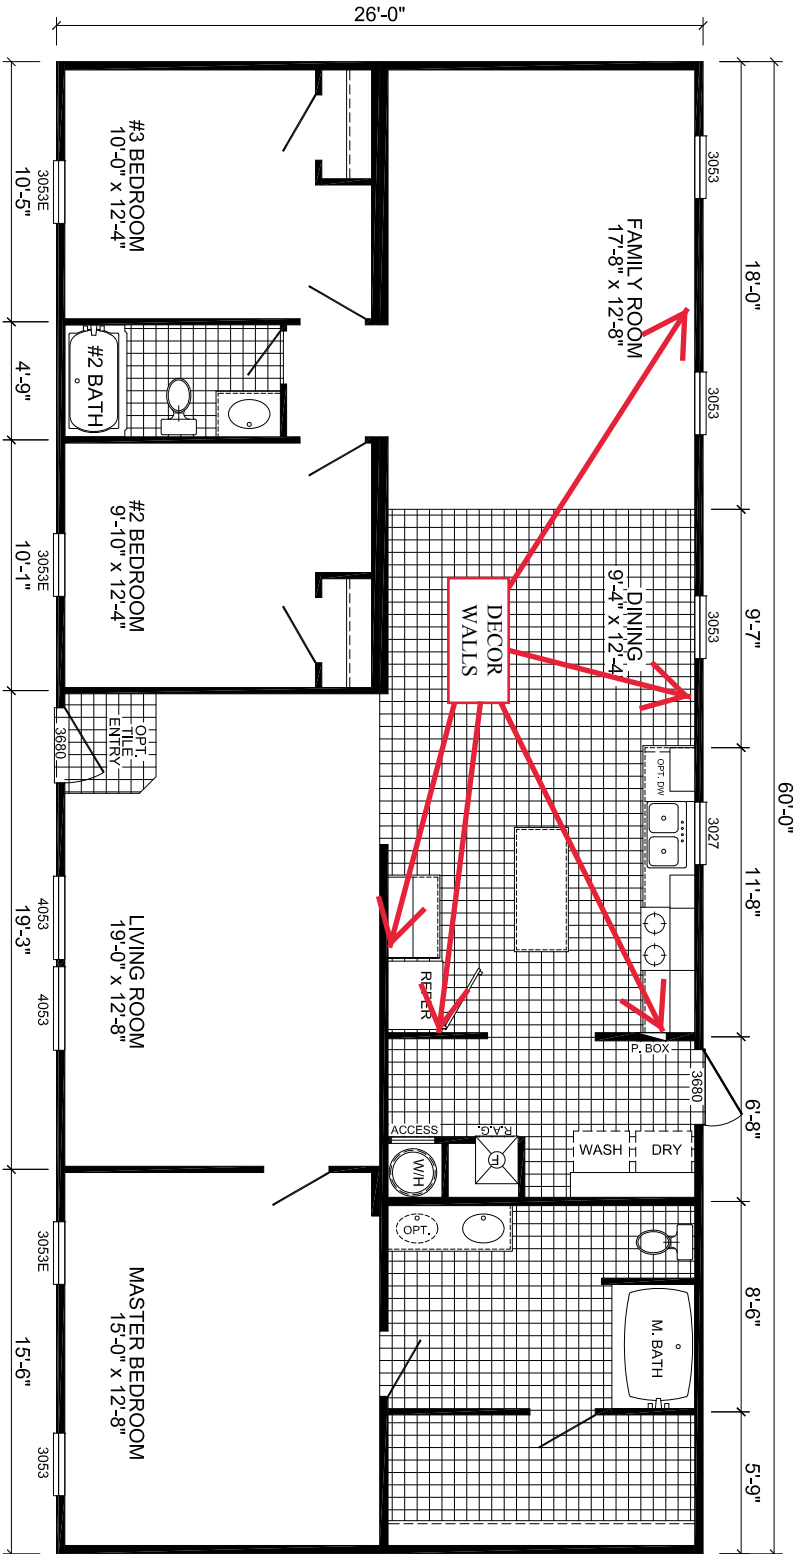 26'-0"
60'-0"
18'-0"
9'-7"
11'-8"
6'-8"
8'-6"
5'-9"
10'-5"
4'-9"
10'-1"
19'-3"
15'-6"
3053
3053
3053
3027
3680
3053E
3053E
3680
4053
4053
3053E
3053
#3 BEDROOM
10'-0" x 12'-4"
FAMILY ROOM
17'-8" x 12'-8"
#2 BATH
#2 BEDROOM
9'-10" x 12'-4"
DINING
9'-4" x 12'-4
DECOR
WALLS
OPT.
TILE
ENTRY
OPT. DW
LIVING ROOM
19'-0" x 12'-8"
REFER
P. BOX
ACCESS
R.A.G.
W/H
T
WASH
DRY
OPT.
M. BATH
MASTER BEDROOM
15'-0" x 12'-8"